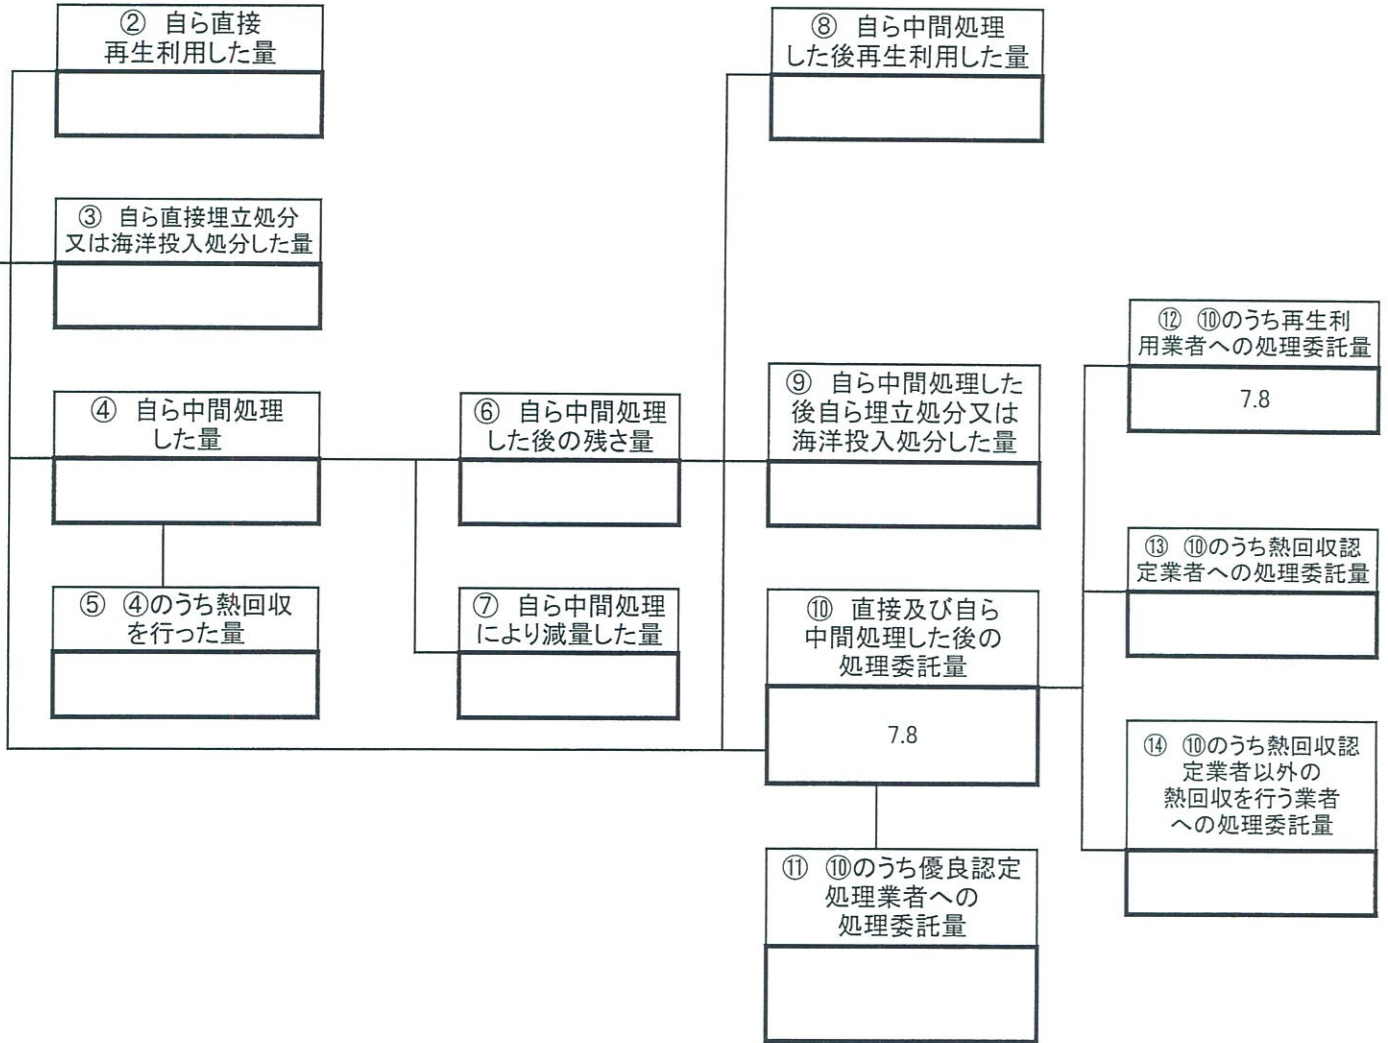 ② 自ら直接
再生利用した量
⑧ 自ら中間処理
した後再生利用した量
③ 自ら直接埋立処分
又は海洋投入処分した量
⑫ ⑩のうち再生利
用業者への処理委託量
7.8
④ 自ら中間処理
した量
⑥ 自ら中間処理
した後の残さ量
⑨ 自ら中間処理した
後自ら埋立処分又は
海洋投入処分した量
⑬ ⑩のうち熱回収認
定業者への処理委託量
⑤ ④のうち熱回収
を行った量
⑦ 自ら中間処理
により減量した量
⑩ 直接及び自ら
中間処理した後の
処理委託量
7.8
⑭ ⑩のうち熱回収認
定業者以外の
熱回収を行う業者
への処理委託量
⑪ ⑩のうち優良認定
処理業者への
処理委託量